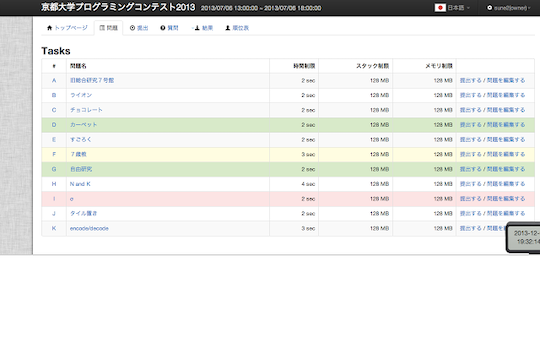 京都大学プログラミングコンテスト2013 2013/07/06 13:00:00 ~ 2013/07/06 18:00:00 日本語 (owner)
トップページ 問題 提出 質問 結果 順位表
Tasks
# 問題名 時間制限 スタック制限 メモリ制限
A 旧総合研究7号館 2 sec 128 MB 128 MB 提出する / 問題を編集する
B ライオン 2 sec 128 MB 128 MB 提出する / 問題を編集する
C チョコレート 2 sec 128 MB 128 MB 提出する / 問題を編集する
D カーペット 2 sec 128 MB 128 MB 提出する / 問題を編集する
E すごろく 2 sec 128 MB 128 MB 提出する / 問題を編集する
F 7歳教 3 sec 128 MB 128 MB 提出する / 問題を編集する
G 自由研究 2 sec 128 MB 128 MB 提出する / 問題を編集する
H N and K 4 sec 128 MB 128 MB 提出する / 問題を編集する
I σ 2 sec 128 MB 128 MB 提出する / 問題を編集する
J タイル置き 2 sec 128 MB 128 MB 提出する / 問題を編集する
K encode/decode 3 sec 128 MB 128 MB 提出する / 問題を編
2013-12-
19:32:14